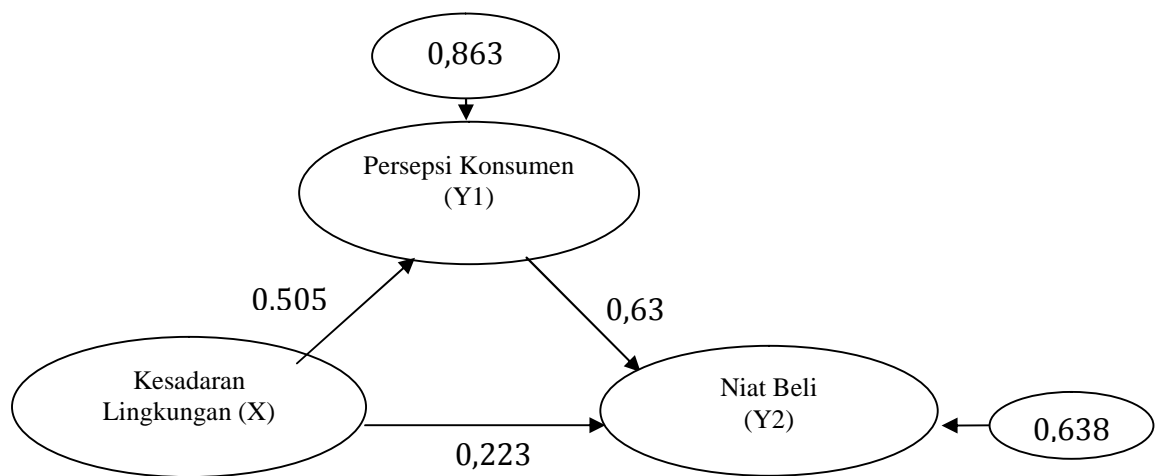 0,863
Persepsi Konsumen
(Y1)
0.505
0,63
Kesadaran
Lingkungan (X)
Niat Beli
(Y2)
0,638
0,223